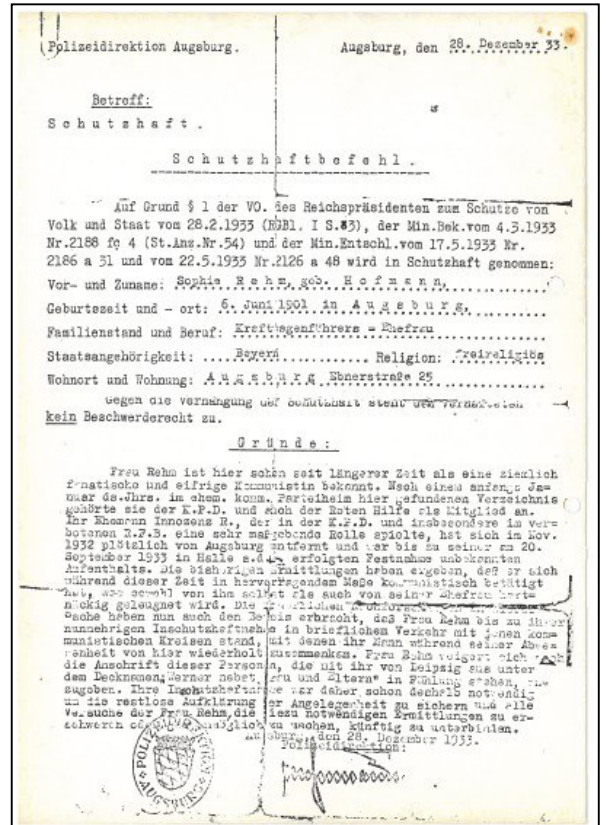 Polizeidirektion Augsburg. Augsburg, den 28. Dezember 33.
Betreff:
Schutzhaft.
Schutzhaftbefehl.
Auf Grund § 1 der VO. des Reichspräsidenten zum Schutze von
Volk und Staat vom 28.2.1933 (RGBl. I S.83), der Min.Bek.vom 4.3.1933
Nr.2188 fc 4 (St.Anz.Nr.54) und der Min.Entschl.vom 17.5.1933 Nr.
2186 a 31 und vom 22.5.1933 Nr.2126 a 48 wird in Schutzhaft genommen:
Vor- und Zuname: Sophie Rehm, geb. Hofmann,
Geburtszeit und - ort: 6. Juni 1901 in Augsburg,
Familienstand und Beruf: Kraftwagenführers - Ehefrau
Staatsangehörigkeit: Bayern Religion: freireligiös
Wohnort und Wohnung: Augsburg Ebnerstraße 25
Gegen die Verhängung der Schutzhaft steht dem Verhafteten
kein Beschwerderecht zu.
Gründe:
Frau Rehm ist hier schon seit längerer Zeit als eine ziemlich
fanatische und eifrige Kommunistin bekannt. Nach einem anfangs Ja=
nuar ds.Jhrs. im ehem. komm. Parteiheim hier gefundenen Verzeichnis
gehörte sie der K.P.D. und auch der Roten Hilfe als Mitglied an.
Ihr Ehemann Innozenz R., der in der K.P.D. und insbesondere im ver=
botenen R.F.B. eine sehr maßgebende Rolle spielte, hat sich im Nov.
1932 plötzlich von Augsburg entfernt und war bis zu seiner am 20.
September 1933 in Halle a.d.S. erfolgten Festnahme unbekannten
Aufenthalts. Die bisherigen Ermittlungen haben ergeben, daß er sich
während dieser Zeit in hervorragendem Maße kommunistisch betätigt
hat, was sowohl von ihm selbst als auch von seiner Ehefrau hart=
näckig geleugnet wird. Die
Sache haben nun auch den Beweis erbracht, daß Frau Rehm bis zu ihrer
nunmehrigen Inschutzhaftnahme in brieflichem Verkehr mit jenen kom=
munistischen Kreisen stand, mit denen ihr Mann während seiner Abwe=
senheit von hier wiederholt zusammenkam. Frau Rehm weigert sich
die Anschrift dieser Personen, die mit ihr von Leipzig aus unter
dem Decknamen "Werner nebst Frau und Eltern" in Fühlung stehen, an=
zugeben. Ihre Inschutzhaftnahme war daher schon deshalb notwendig
um die restlose Aufklärung der Angelegenheit zu sichern und alle
Versuche der Frau Rehm, die hiezu notwendigen Ermittlungen zu er=
schweren oder unmöglich zu machen, künftig zu unterbinden.
Augsburg, den 28. Dezember 1933.
Polizeidirektion:
POLIZEIDIREKTION AUGSBURG